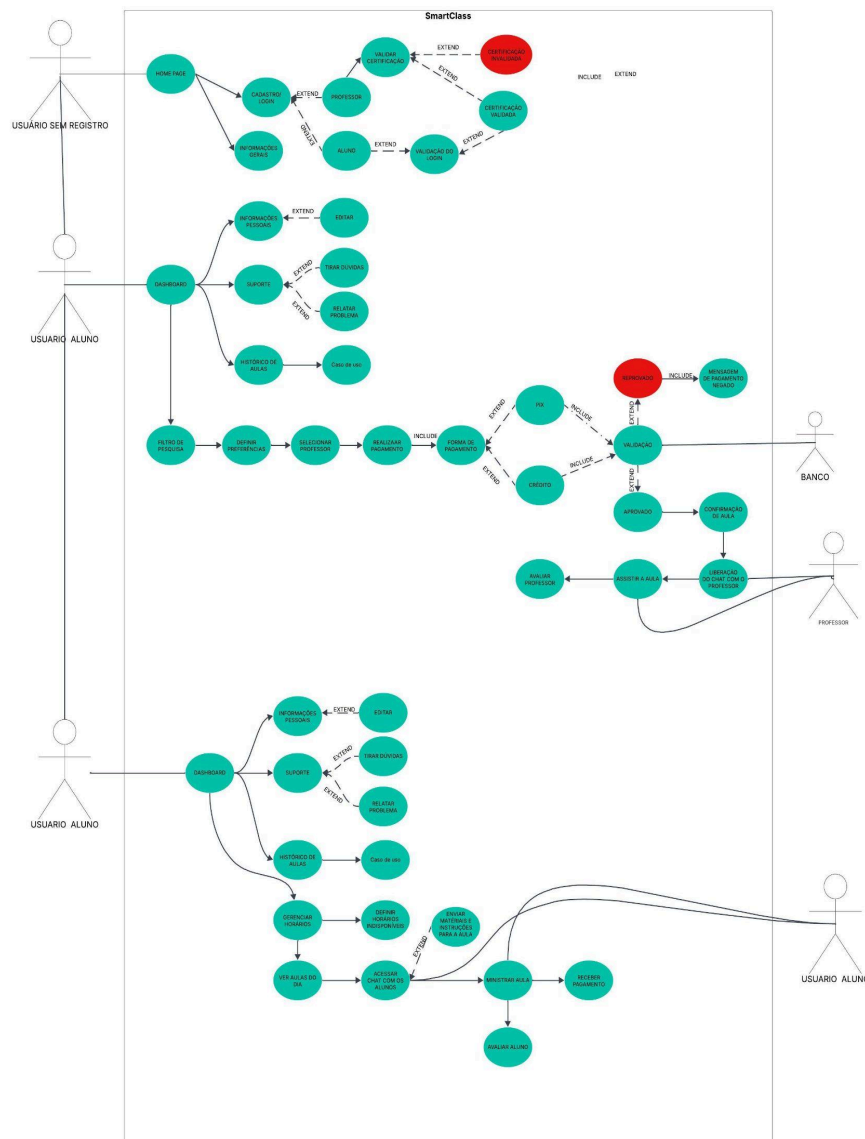 SmartClass
USUÁRIO SEM REGISTRO
HOME PAGE
CADASTRO/
LOGIN
INFORMAÇÕES
GERAIS
EXTEND
PROFESSOR
EXTEND
ALUNO
VALIDAR
CERTIFICAÇÃO
EXTEND
CERTIFICAÇÃO
INVALIDADA
EXTEND
CERTIFICAÇÃO
VALIDADA
EXTEND
VALIDAÇÃO DO
LOGIN
EXTEND
INCLUDE
EXTEND
USUARIO ALUNO
DASHBOARD
INFORMAÇÕES
PESSOAIS
EXTEND
EDITAR
SUPORTE
EXTEND
TIRAR DÚVIDAS
EXTEND
RELATAR
PROBLEMA
HISTÓRICO DE
AULAS
Caso de uso
FILTRO DE
PESQUISA
DEFINIR
PREFERÊNCIAS
SELECIONAR
PROFESSOR
REALIZAAR
PAGAMENTO
INCLUDE
FORMA DE
PAGAMENTO
EXTEND
PIX
INCLUDE
EXTEND
CRÉDITO
INCLUDE
VALIDAÇÃO
EXTEND
REPROVADO
INCLUDE
MENSAGEM
DE PAGAMENTO
NEGADO
BANCO
EXTEND
APROVADO
CONFIRMAÇÃO
DE AULA
LIBERAÇÃO
DO CHAT COM O
PROFESSOR
ASSISTIR A AULA
AVALIAR
PROFESSOR
PROFESSOR
USUARIO ALUNO
DASHBOARD
INFORMAÇÕES
PESSOAIS
EXTEND
EDITAR
SUPORTE
EXTEND
TIRAR DÚVIDAS
EXTEND
RELATAR
PROBLEMA
HISTÓRICO DE
AULAS
Caso de uso
GERENCIAR
HORÁRIOS
DEFINIR
HORÁRIOS
INDISPONÍVEIS
ENVIAR
MATERIAIS E
INSTRUÇÕES
PARA A AULA
EXTEND
VER AULAS DO
DIA
ACESSAR
CHAT COM OS
ALUNOS
MINISTRAR AULA
RECEBER
PAGAMENTO
AVALIAR ALUNO
USUARIO ALUNO